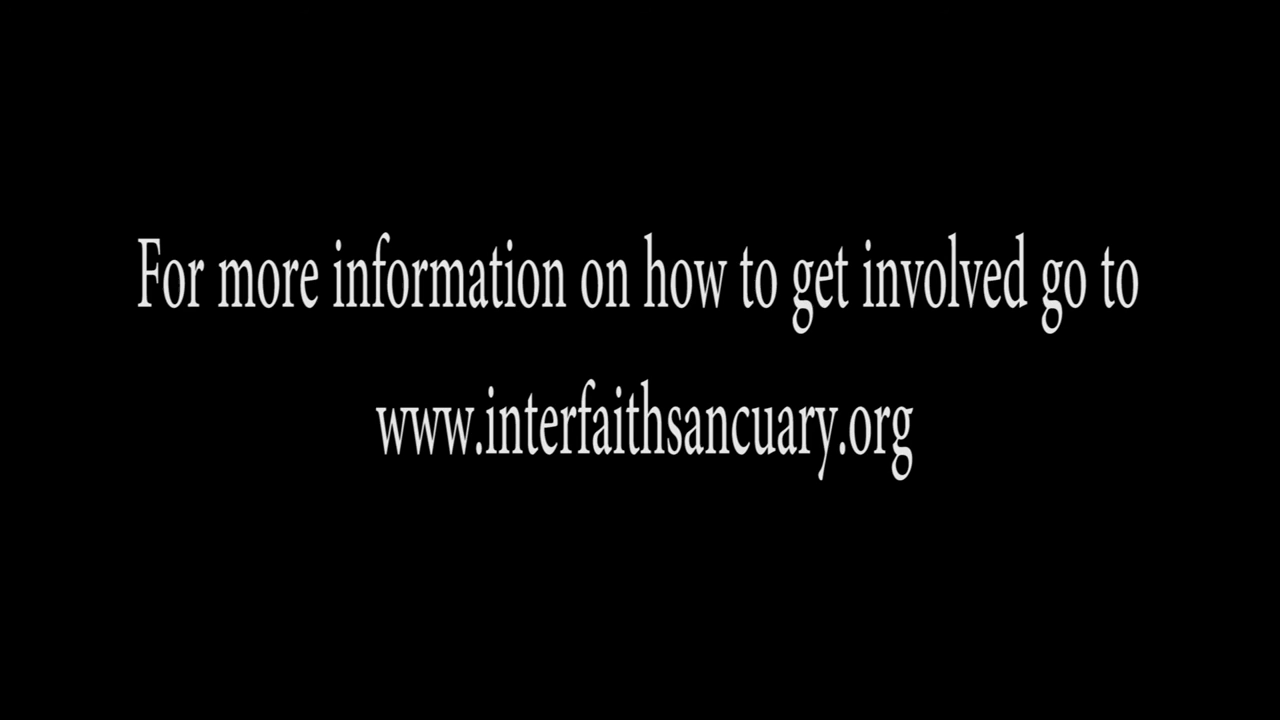 For more information on how to get involved go to
www.interfaithsancuary.org